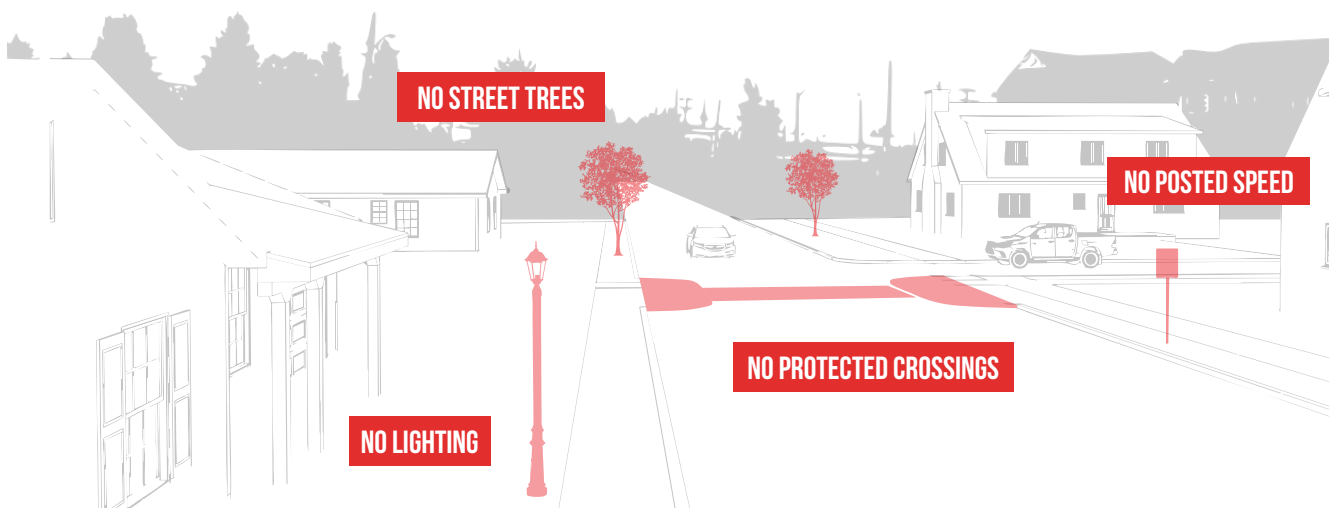 NO STREET TREES
NO POSTED SPEED
NO PROTECTED CROSSINGS
NO LIGHTING